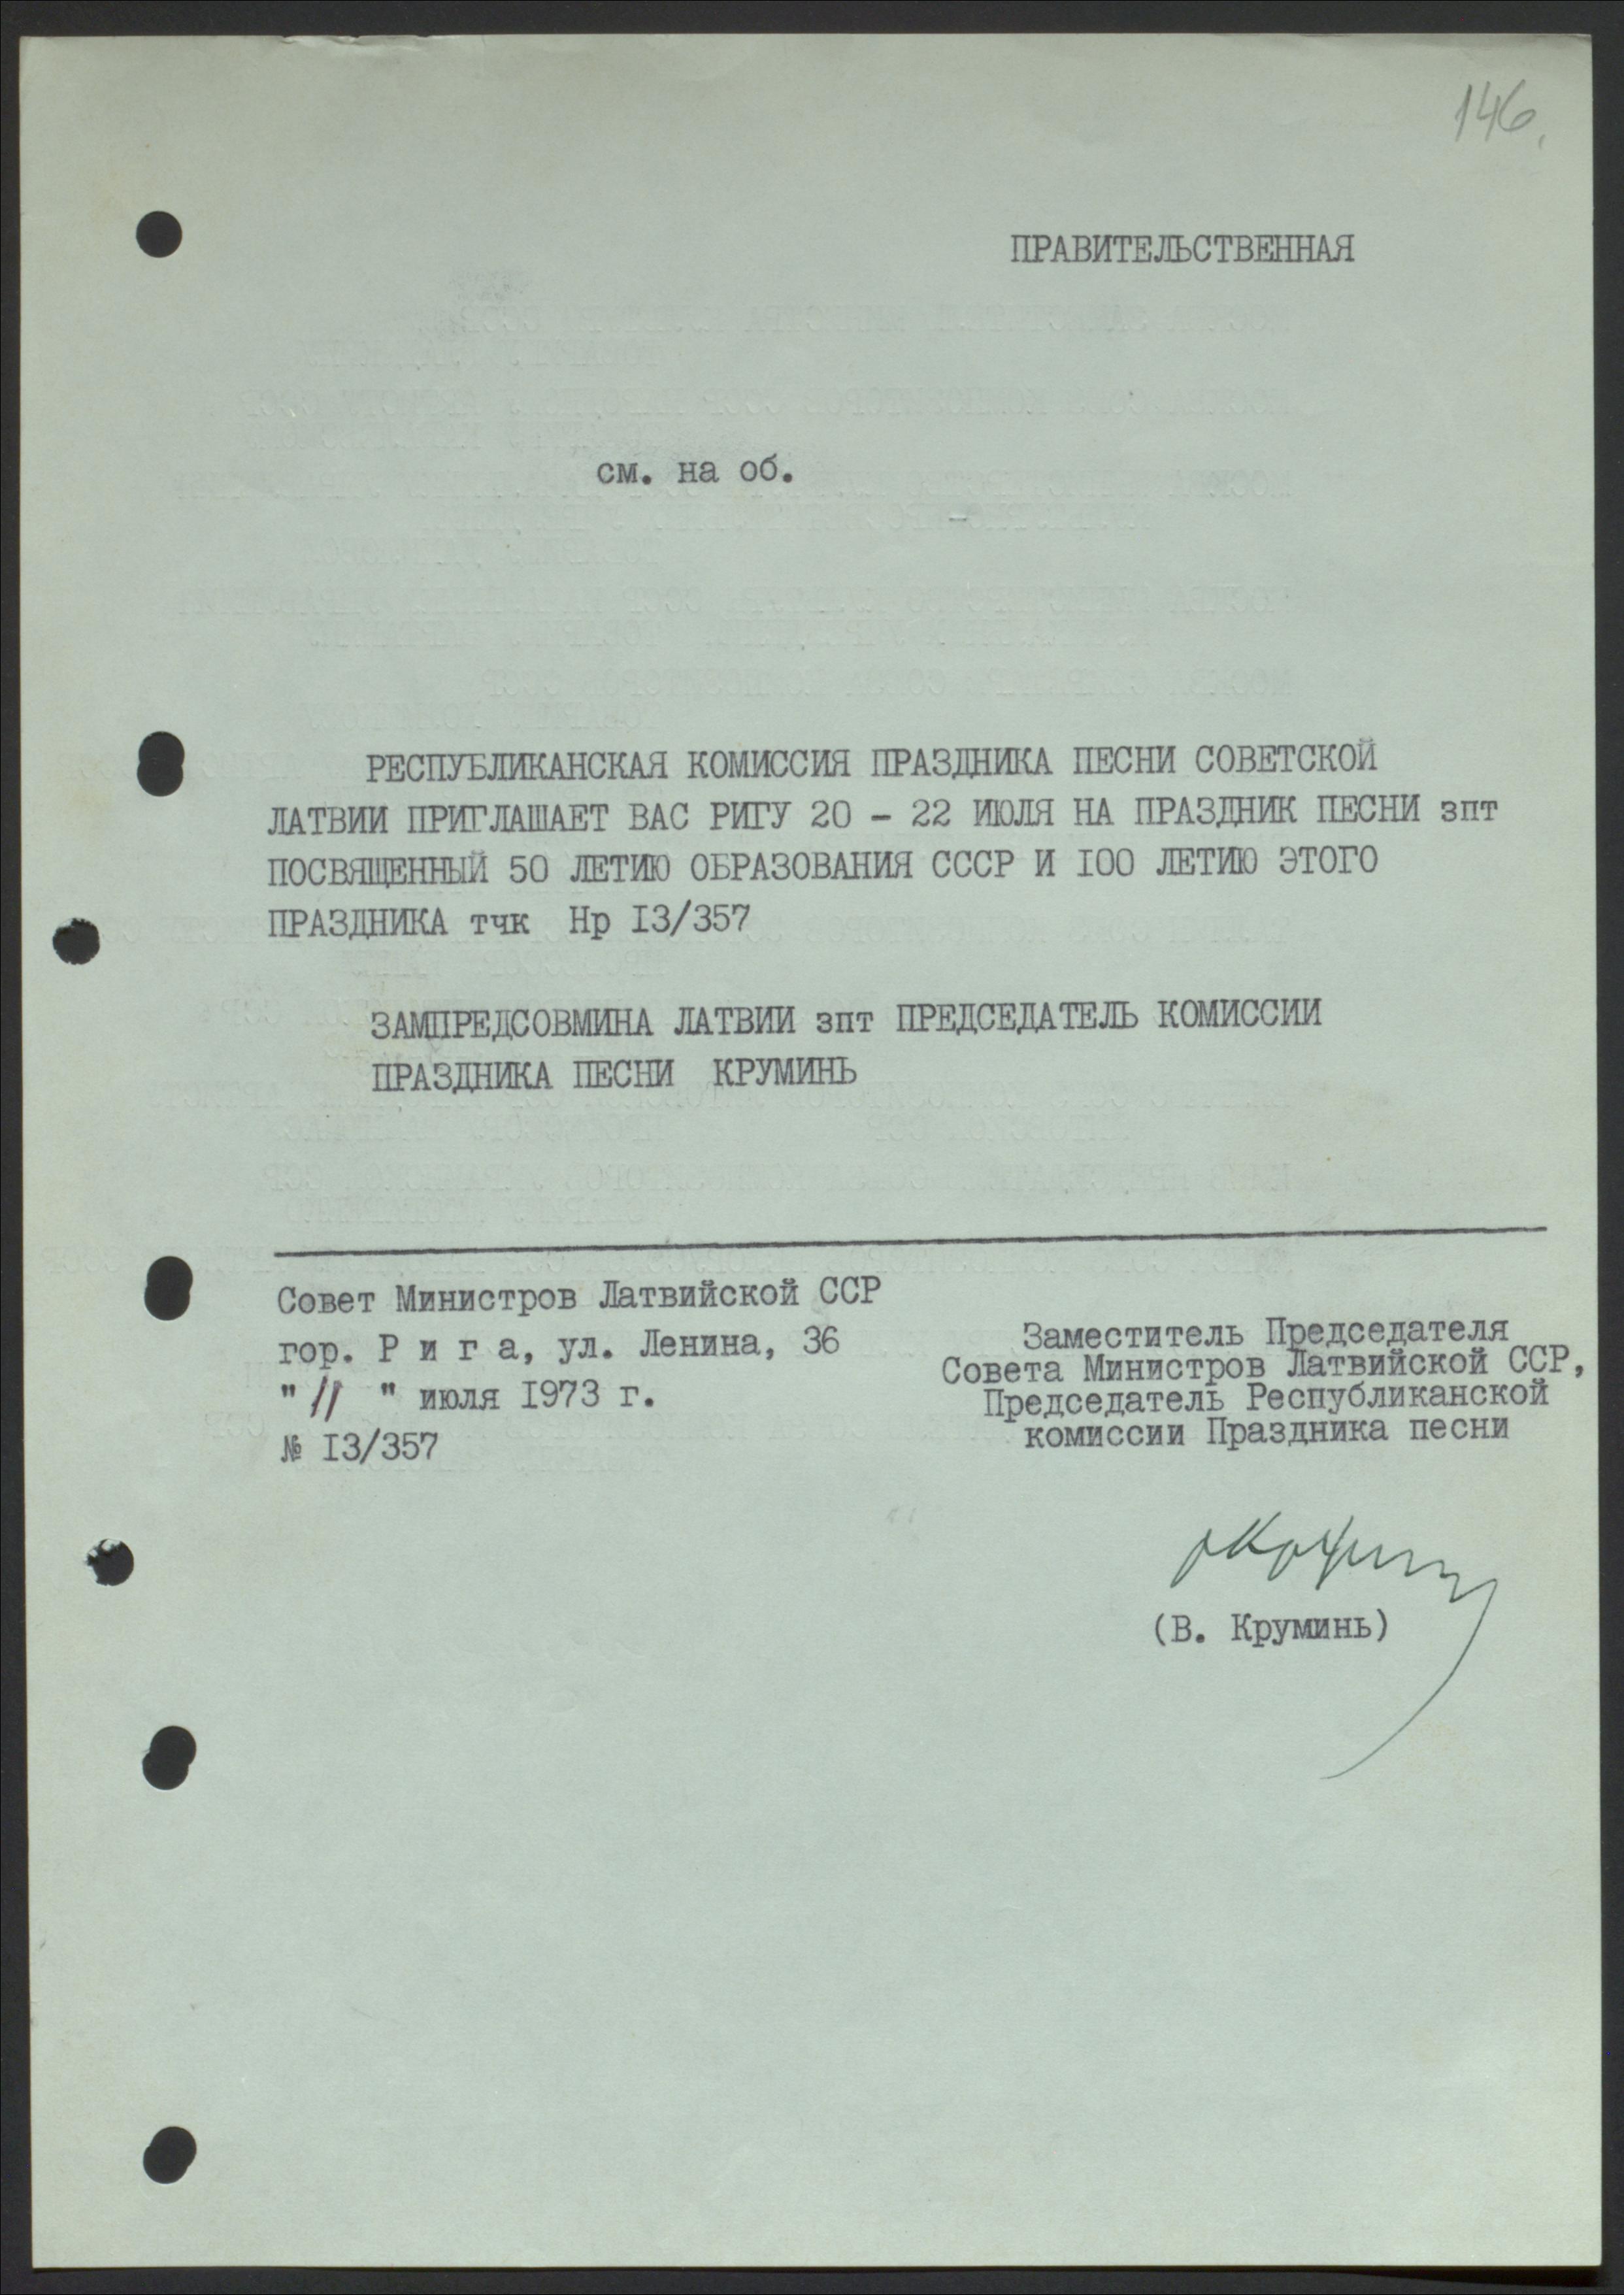 146.
ПРАВИТЕЛЬСТВЕННАЯ
см. на об.
РЕСПУБЛИКАНСКАЯ КОМИССИЯ ПРАЗДНИКА ПЕСНИ СОВЕТСКОЙ
ЛАТВИИ ПРИГЛАШАЕТ ВАС РИГУ 20 - 22 ИЮЛЯ НА ПРАЗДНИК ПЕСНИ зпт
ПОСВЯЩЕННЫЙ 50 ЛЕТИЮ ОБРАЗОВАНИЯ СССР И I00 ЛЕТИЮ ЭТОГО
ПРАЗДНИКА тчк Нр I3/357
ЗАМПРЕДСОВМИНА ЛАТВИИ зпт ПРЕДСЕДАТЕЛЬ КОМИССИИ
ПРАЗДНИКА ПЕСНИ КРУМИНЬ
Совет Министров Латвийской ССР
гор. Р и г а, ул. Ленина, 36
" 11 " июля I973 г.
№ I3/357
Заместитель Председателя
Совета Министров Латвийской ССР,
Председатель Республиканской
комиссии Праздника песни
(В. Круминь)